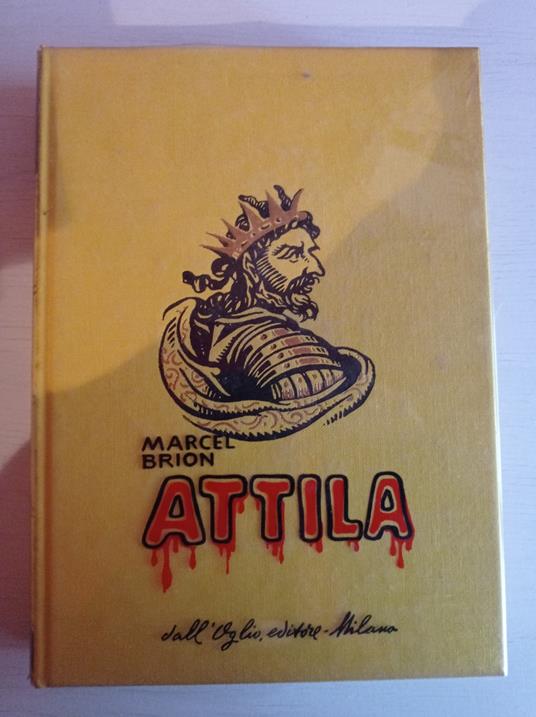 MARCEL
BRION
ATTILA
dall'Oglio, editore - Milano